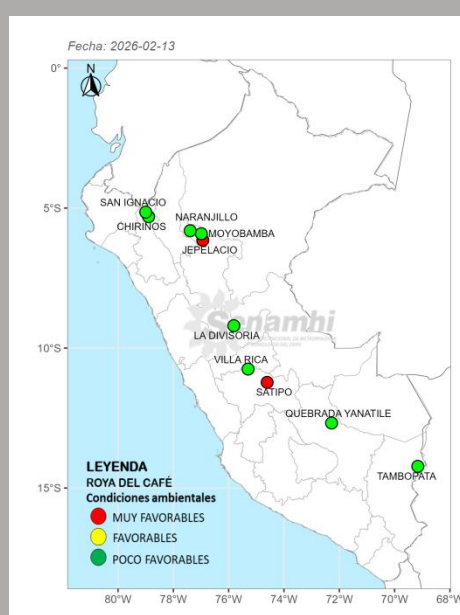 Fecha: 2026-02-13
N
0°
SAN IGNACIO
CHIRINOS
NARANJILLO
MOYOBAMBA
JEPELACIO
5°S
Senamhi
LA DIVISORIA
VILLA RICA
10°S
SATIPO
QUEBRADA YANATILE
TAMBOPATA
LEYENDA
ROYA DEL CAFÉ
Condiciones ambientales
MUY FAVORABLES
FAVORABLES
POCO FAVORABLES
15°S
80°W
78°W
76°W
74°W
72°W
70°W
68°W